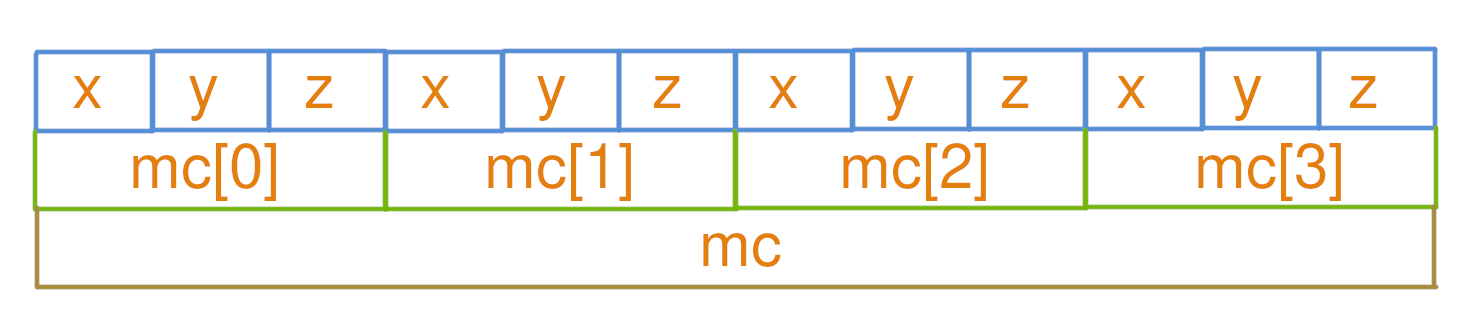 x y z x y z x y z x y z
mc[0] mc[1] mc[2] mc[3]
mc